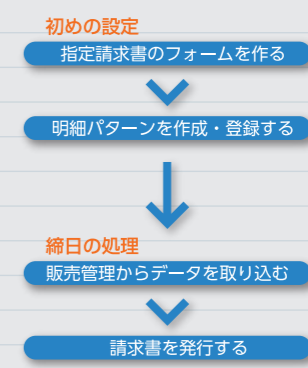 初めの設定
指定請求書のフォームを作る
明細パターンを作成・登録する
締日の処理
販売管理からデータを取り込む
請求書を発行する